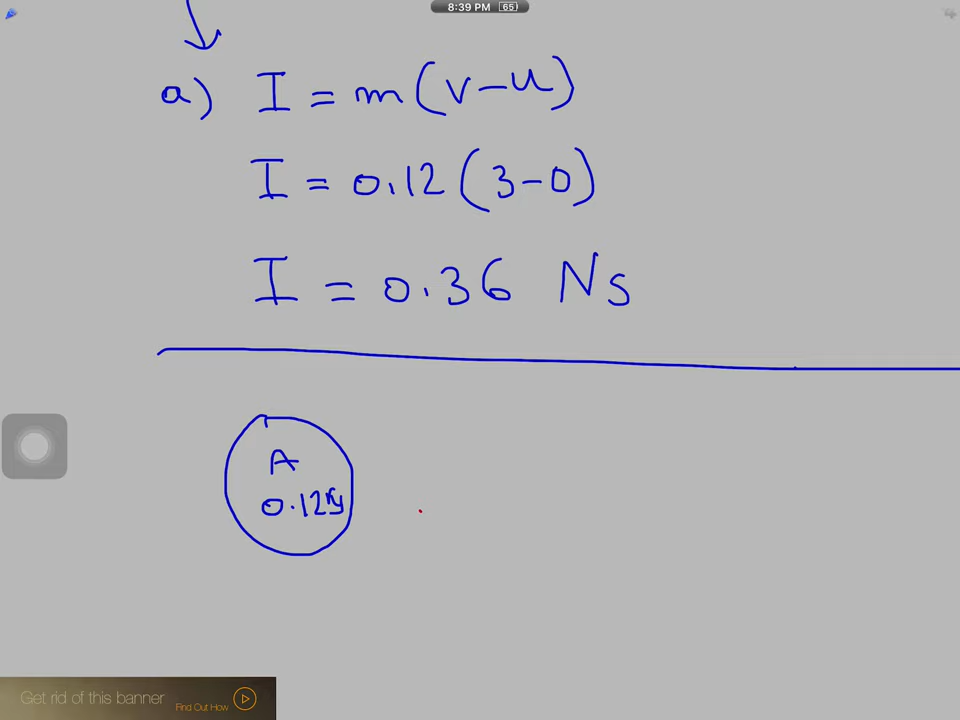 8:39 PM 65
a) I = m(v-u)
I = 0.12(3-0)
I = 0.36 Ns
A
0.12kg
Get rid of this banner
Find Out How